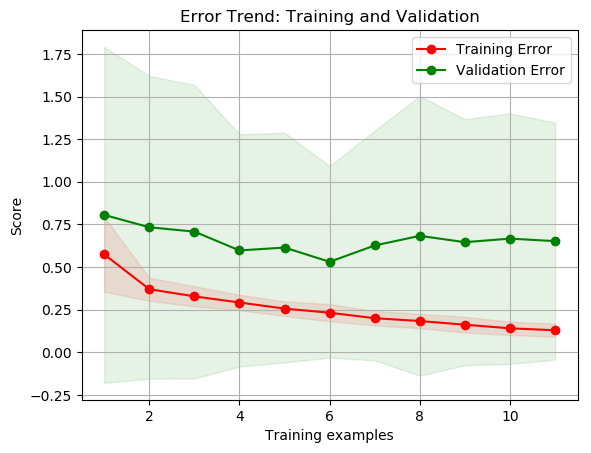 Error Trend: Training and Validation
Training Error
Validation Error
Score
1.75
1.50
1.25
1.00
0.75
0.50
0.25
0.00
−0.25
2
4
6
8
10
Training examples